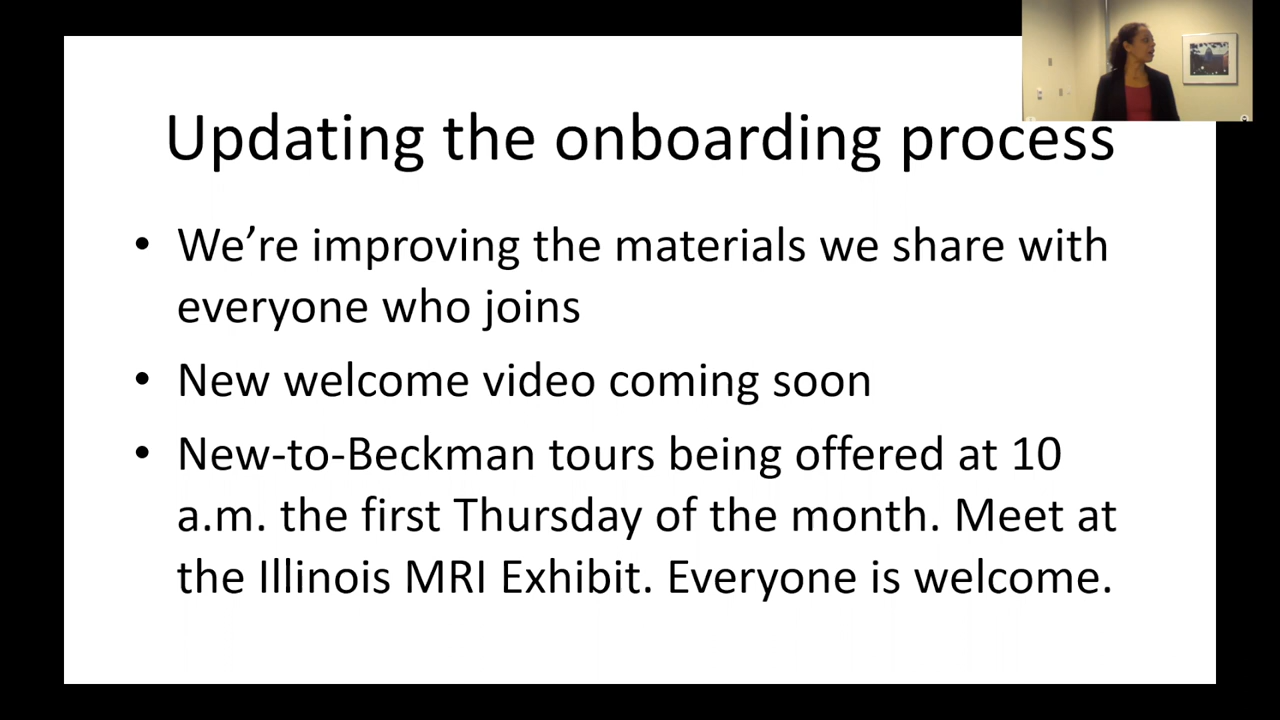 Updating the onboarding process
• We’re improving the materials we share with
everyone who joins
• New welcome video coming soon
• New-to-Beckman tours being offered at 10
a.m. the first Thursday of the month. Meet at
the Illinois MRI Exhibit. Everyone is welcome.